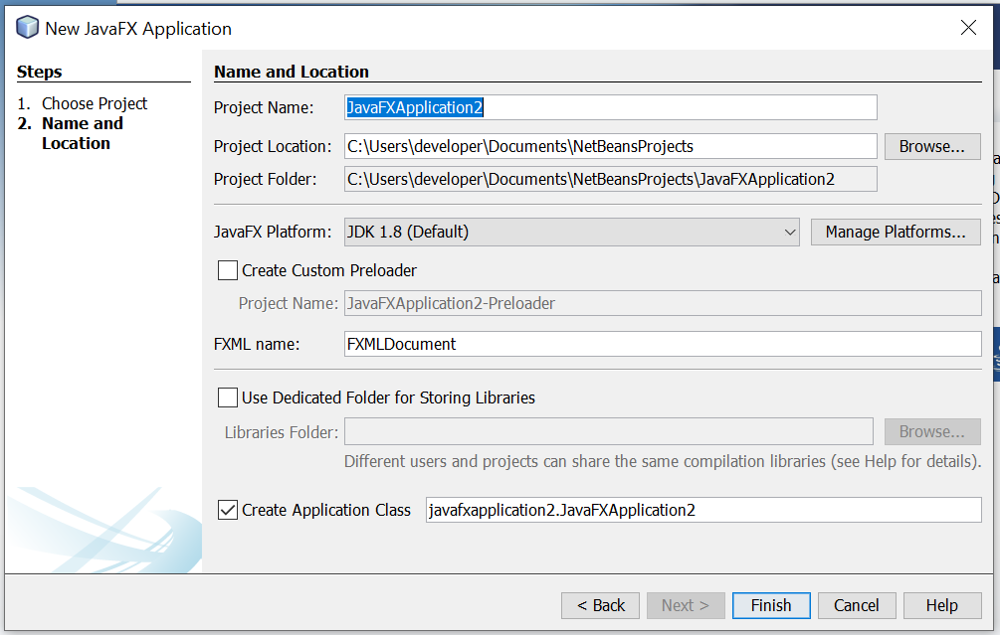 New JavaFX Application
Steps
1. Choose Project
2. Name and
Location
Name and Location
Project Name: JavaFXApplication2
Project Location: C:\Users\developer\Documents\NetBeansProjects Browse...
Project Folder: C:\Users\developer\Documents\NetBeansProjects\JavaFXApplication2
JavaFX Platform: JDK 1.8 (Default) Manage Platforms...
Create Custom Preloader
Project Name: JavaFXApplication2-Preloader
FXML name: FXMLDocument
Use Dedicated Folder for Storing Libraries
Libraries Folder: Browse...
Different users and projects can share the same compilation libraries (see Help for details).
Create Application Class javafxapplication2.JavaFXApplication2
< Back Next > Finish Cancel Help